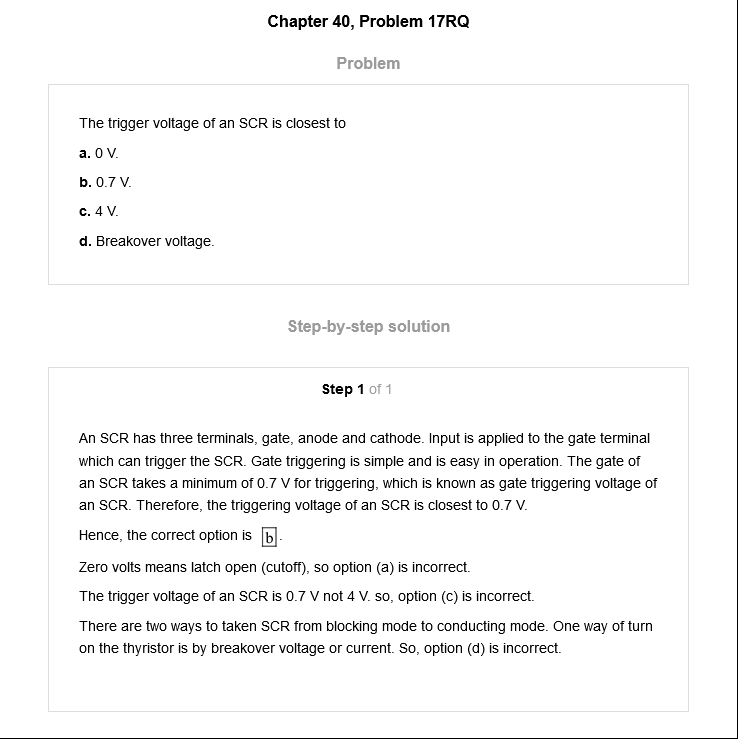 Chapter 40, Problem 17RQ
Problem
The trigger voltage of an SCR is closest to
a. 0 V.
b. 0.7 V.
c. 4 V.
d. Breakover voltage.
Step-by-step solution
Step 1 of 1
An SCR has three terminals, gate, anode and cathode. Input is applied to the gate terminal
which can trigger the SCR. Gate triggering is simple and is easy in operation. The gate of
an SCR takes a minimum of 0.7 V for triggering, which is known as gate triggering voltage of
an SCR. Therefore, the triggering voltage of an SCR is closest to 0.7 V.
Hence, the correct option is b.
Zero volts means latch open (cutoff), so option (a) is incorrect.
The trigger voltage of an SCR is 0.7 V not 4 V. so, option (c) is incorrect.
There are two ways to taken SCR from blocking mode to conducting mode. One way of turn
on the thyristor is by breakover voltage or current. So, option (d) is incorrect.